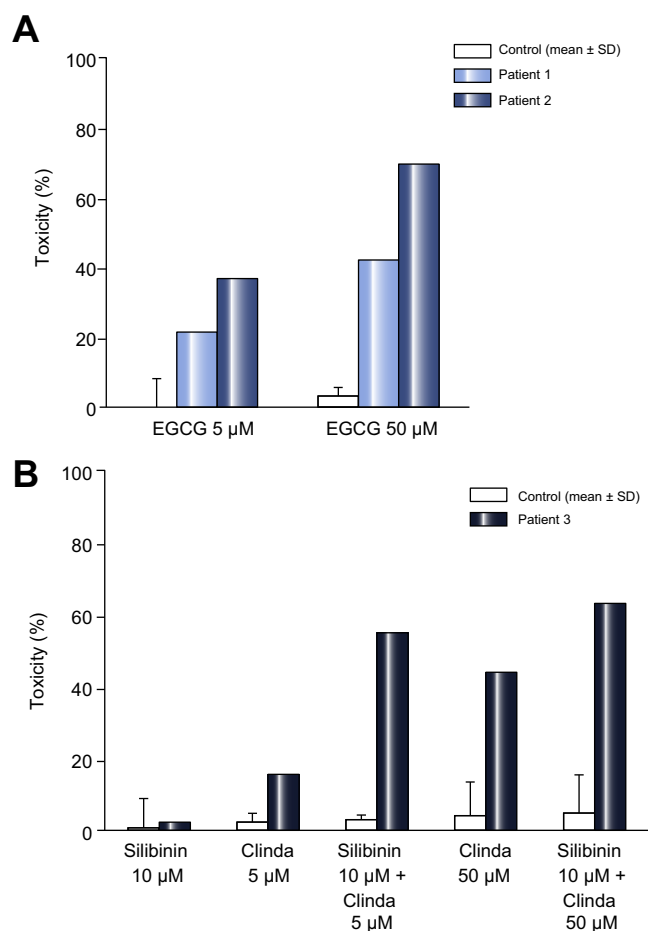 A
Control (mean ± SD)
Patient 1
Patient 2
100
80
60
40
20
0
Toxicity (%)
EGCG 5 µM
EGCG 50 µM
B
Control (mean ± SD)
Patient 3
100
80
60
40
20
0
Toxicity (%)
Silibinin
10 µM
Clinda
5 µM
Silibinin
10 µM +
Clinda
5 µM
Clinda
50 µM
Silibinin
10 µM +
Clinda
50 µM